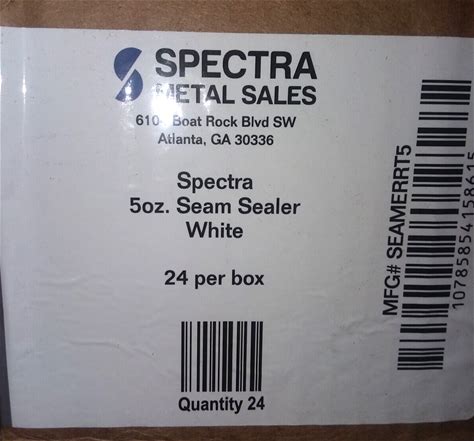 SPECTRA
METAL SALES
Boat Rock Blvd SW
Atlanta, GA 30336
Spectra
5oz. Seam Sealer
White
24 per box
Quantity 24
MFG# SEAMERRT5
10785854158615